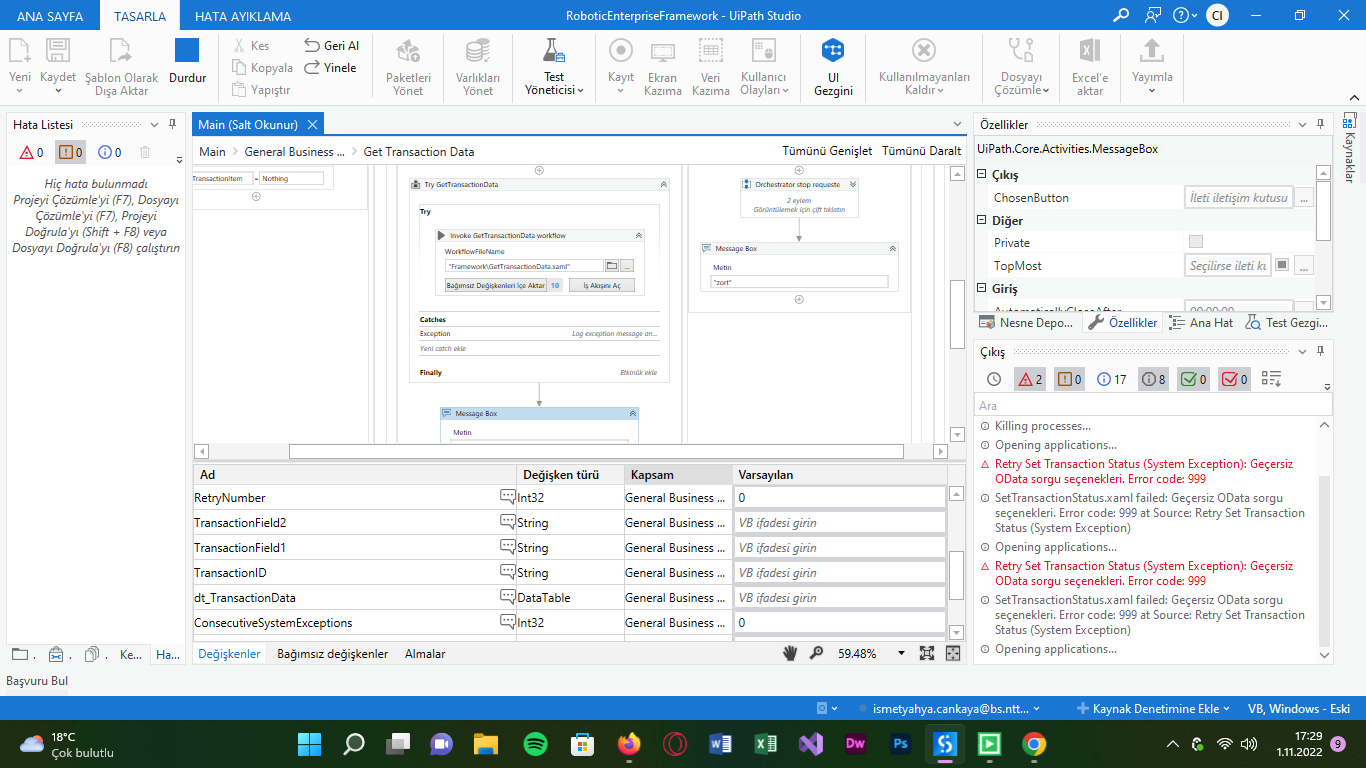 RoboticEnterpriseFramework - UiPath Studio
ANA SAYFA
TASARLA
HATA AYIKLAMA
CI
Yeni
Kaydet
Şablon Olarak
Dışa Aktar
Durdur
Kes
Kopyala
Yapıştır
Geri Al
Yinele
Paketleri
Yönet
Varlıkları
Yönet
Test
Yöneticisi
Kayıt
Ekran
Kazıma
Veri
Kazıma
Kullanıcı
Olayları
UI
Gezgini
Kullanılmayanları
Kaldır
Dosyayı
Çözümle
Excel'e
aktar
Yayımla
Hata Listesi
0
0
0
Hiç hata bulunmadı
Projeyi Çözümle'yi (F7), Dosyayı
Çözümle'yi (F7), Projeyi
Doğrula'yı (Shift + F8) veya
Dosyayı Doğrula'yı (F8) çalıştırın
Ke...
Ha...
Main (Salt Okunur)
Main
General Business ...
Get Transaction Data
Tümünü Genişlet
Tümünü Daralt
TransactionItem
=
Nothing
Try GetTransactionData
Try
Invoke GetTransactionData workflow
WorkflowFileName
"Framework\GetTransactionData.xaml"
...
Bağımsız Değişkenleri İçe Aktar
10
İş Akışını Aç
Catches
Exception
Log exception message an...
Yeni catch ekle
Finally
Etkinlik ekle
Message Box
Metin
Orchestrator stop requeste
2 eylem
Görüntülemek için çift tıklatın
Message Box
Metin
"zort"
Ad
Değişken türü
Kapsam
Varsayılan
RetryNumber
Int32
General Business ...
0
TransactionField2
String
General Business ...
VB ifadesi girin
TransactionField1
String
General Business ...
VB ifadesi girin
TransactionID
String
General Business ...
VB ifadesi girin
dt_TransactionData
DataTable
General Business ...
VB ifadesi girin
ConsecutiveSystemExceptions
Int32
General Business ...
0
Değişkenler
Bağımsız değişkenler
Almalar
59.48%
Özellikler
UiPath.Core.Activities.MessageBox
Çıkış
ChosenButton
İleti iletişim kutusu
...
Diğer
Private
TopMost
Seçilirse ileti kı
...
Giriş
AutomaticallyCloseAfter
00:00:00
Nesne Depo...
Özellikler
Ana Hat
Test Gezgi...
Kaynaklar
Çıkış
2
0
17
8
0
0
Ara
Killing processes...
Opening applications...
Retry Set Transaction Status (System Exception): Geçersiz
OData sorgu seçenekleri. Error code: 999
SetTransactionStatus.xaml failed: Geçersiz OData sorgu
seçenekleri. Error code: 999 at Source: Retry Set Transaction
Status (System Exception)
Opening applications...
Retry Set Transaction Status (System Exception): Geçersiz
OData sorgu seçenekleri. Error code: 999
SetTransactionStatus.xaml failed: Geçersiz OData sorgu
seçenekleri. Error code: 999 at Source: Retry Set Transaction
Status (System Exception)
Opening applications...
Başvuru Bul
ismetyahya.cankaya@bs.ntt...
Kaynak Denetimine Ekle
VB, Windows - Eski
18°C
Çok bulutlu
Dw
Ps
17:29
1.11.2022
9